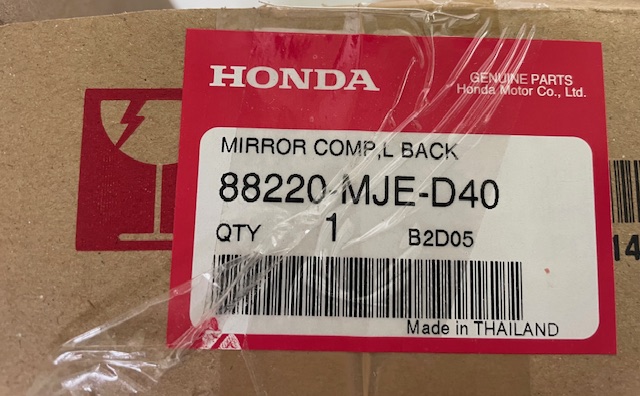 HONDA
GENUINE PARTS
Honda Motor Co., Ltd.
MIRROR COMP,L BACK
88220-MJE-D40
QTY 1 B2D05
14
Made in THAILAND